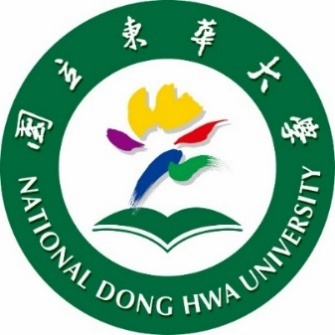 國立東華大學
NATIONAL DONG HWA UNIVERSITY